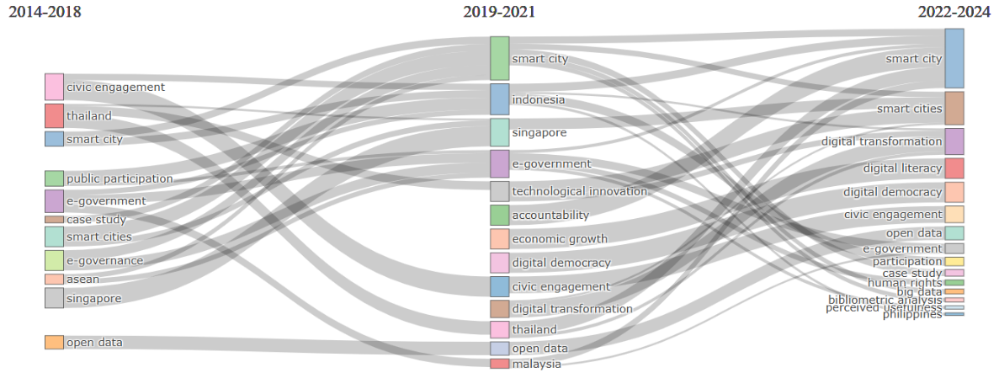 2014-2018
2019-2021
2022-2024
civic engagement
thailand
smart city
public participation
e-government
case study
smart cities
e-governance
asean
singapore
open data
smart city
indonesia
singapore
e-government
technological innovation
accountability
economic growth
digital democracy
civic engagement
digital transformation
thailand
open data
malaysia
smart city
smart cities
digital transformation
digital literacy
digital democracy
civic engagement
open data
e-government
participation
case study
human rights
big data
bibliometric analysis
perceived usefulness
philippines